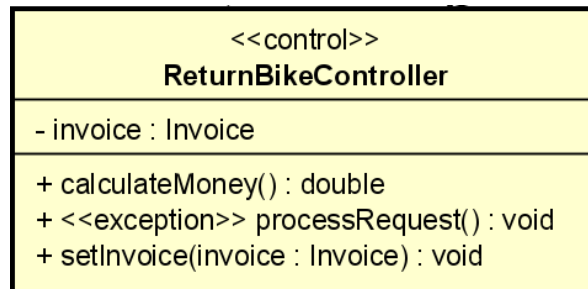 <<control>>
ReturnBikeController
- invoice : Invoice
+ calculateMoney() : double
+ <<exception>> processRequest() : void
+ setInvoice(invoice : Invoice) : void